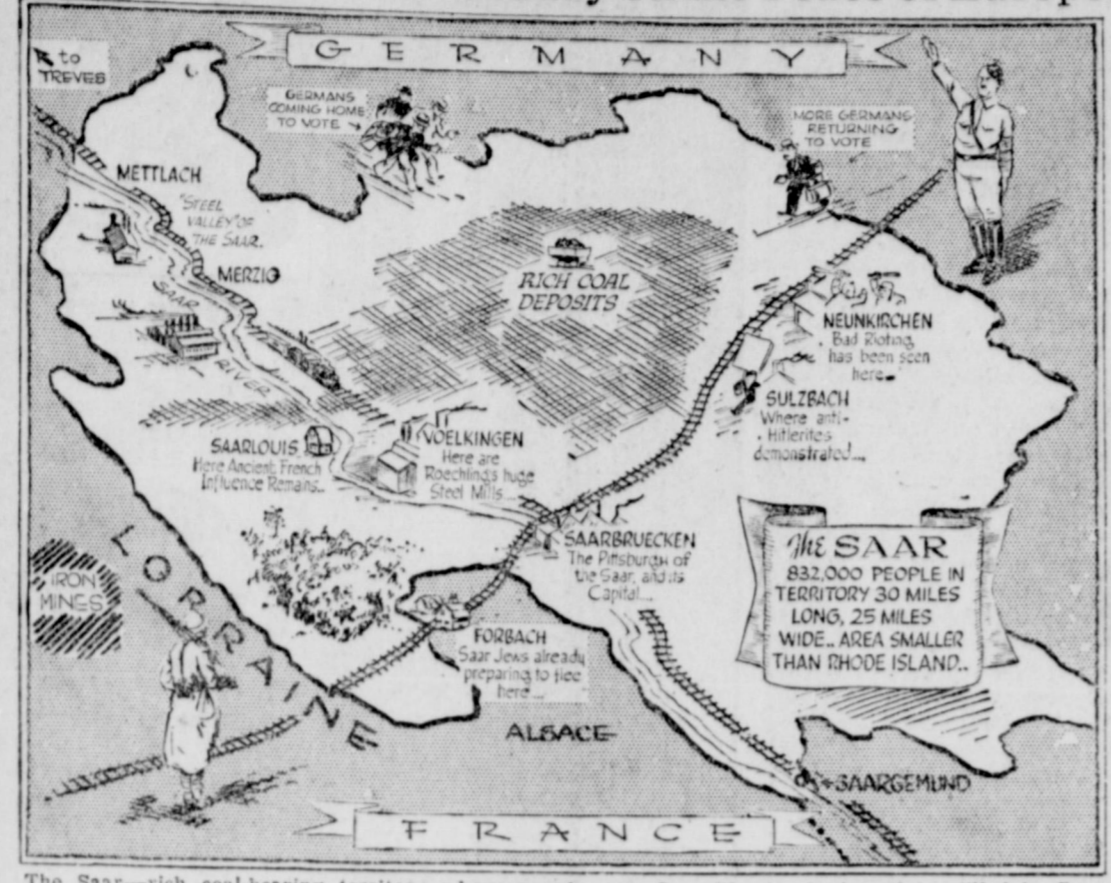 GERMANY
to
TREVES
GERMANS
COMING HOME
TO VOTE
MORE GERMANS
RETURNING
TO VOTE
METTLACH
"STEEL
VALLEY" OF
THE SAAR.
MERZIG
SAAR
RIVER
RICH COAL
DEPOSITS
NEUNKIRCHEN
Bad Rioting
has been seen
here...
SULZBACH
Where anti-
Hitlerites
demonstrated...
SAARLOUIS
Here Ancient French
Influence Remains..
VOELKINGEN
Here are
Roechling's huge
Steel Mills...
SAARBRUECKEN
The Pittsburgh of
the Saar, and its
Capital...
The SAAR
832,000 PEOPLE IN
TERRITORY 30 MILES
LONG, 25 MILES
WIDE.. AREA SMALLER
THAN RHODE ISLAND..
LORRAINE
IRON
MINES
FORBACH
Saar Jews already
preparing to flee
here...
ALSACE
SAARGEMUND
FRANCE